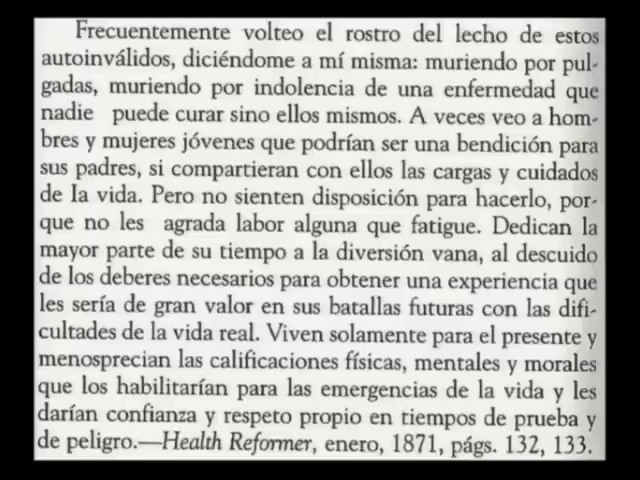 Frecuentemente volteo el rostro del lecho de estos
autoinválidos, diciéndome a mí misma: muriendo por pul-
gadas, muriendo por indolencia de una enfermedad que
nadie puede curar sino ellos mismos. A veces veo a hom-
bres y mujeres jóvenes que podrían ser una bendición para
sus padres, si compartieran con ellos las cargas y cuidados
de la vida. Pero no sienten disposición para hacerlo, por-
que no les agrada labor alguna que fatigue. Dedican la
mayor parte de su tiempo a la diversión vana, al descuido
de los deberes necesarios para obtener una experiencia que
les sería de gran valor en sus batallas futuras con las difi-
cultades de la vida real. Viven solamente para el presente y
menosprecian las calificaciones físicas, mentales y morales
que los habilitarían para las emergencias de la vida y les
darían confianza y respeto propio en tiempos de prueba y
de peligro.—Health Reformer, enero, 1871, págs. 132, 133.